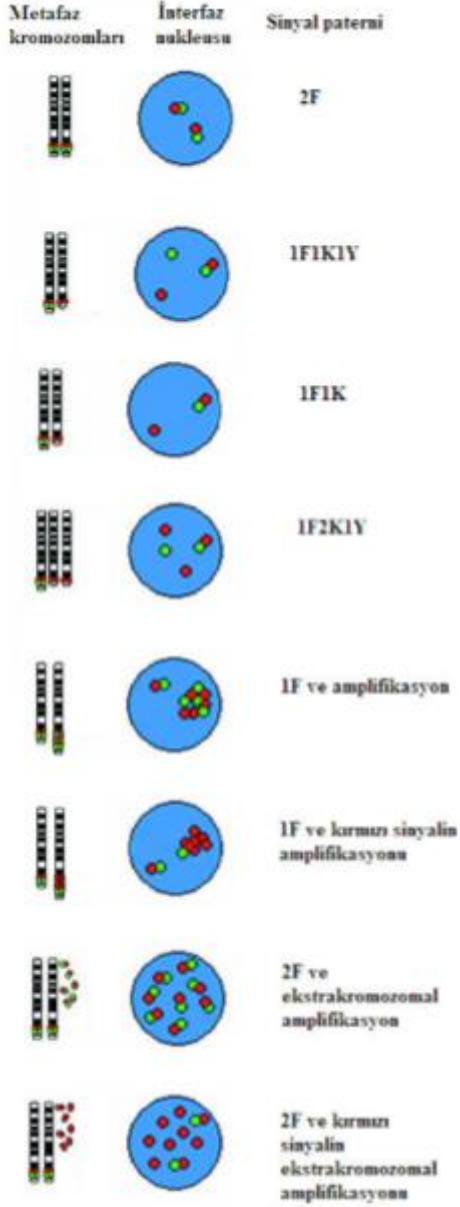 Metafaz
kromozomları
İnterfaz
nukleusu
Sinyal paterni
2F
1F1K1Y
1F1K
1F2K1Y
1F ve amplifikasyon
1F ve kırmızı sinyalin
amplifikasyonu
2F ve
ekstrakromozomal
amplifikasyon
2F ve kırmızı
sinyalin
ekstrakromozomal
amplifikasyonu